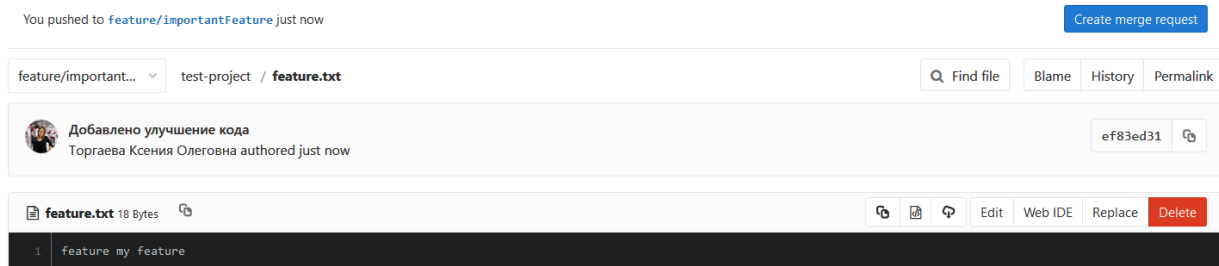 You pushed to feature/importantFeature just now
Create merge request
feature/important... test-project / feature.txt Find file Blame History Permalink
Добавлено улучшение кода
Торгаева Ксения Олеговна authored just now
ef83ed31
feature.txt 18 Bytes Edit Web IDE Replace Delete
1 feature my feature